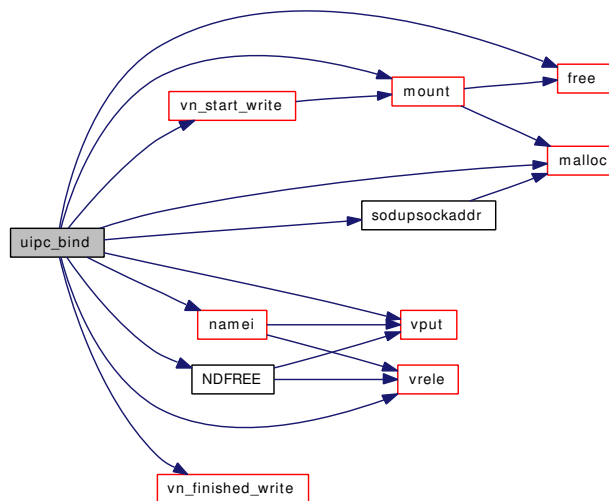 free
mount
vn_start_write
malloc
sodupsockaddr
uipc_bind
namei
vput
NDFREE
vrele
vn_finished_write